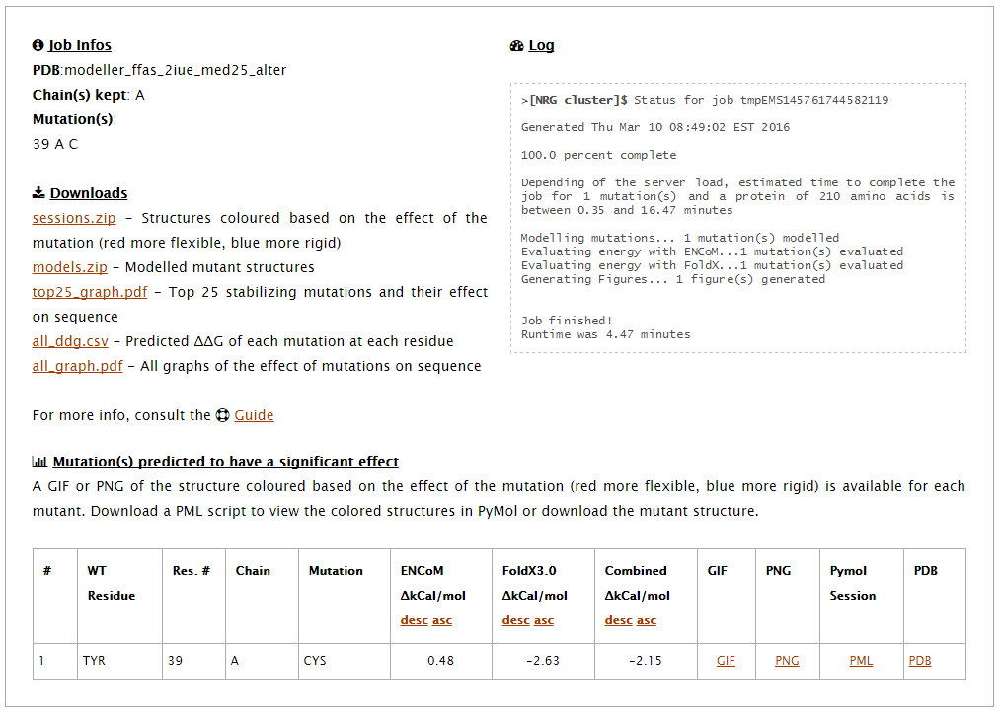 Job Infos
PDB:modeller_ffas_2iue_med25_alter
Chain(s) kept: A
Mutation(s):
39 A C
Downloads
sessions.zip – Structures coloured based on the effect of the
mutation (red more flexible, blue more rigid)
models.zip – Modelled mutant structures
top25_graph.pdf – Top 25 stabilizing mutations and their effect
on sequence
all_ddg.csv – Predicted ΔΔG of each mutation at each residue
all_graph.pdf – All graphs of the effect of mutations on sequence
For more info, consult the Guide
Log
>[NRG cluster]$ Status for job tmpEMS145761744582119
Generated Thu Mar 10 08:49:02 EST 2016
100.0 percent complete
Depending of the server load, estimated time to complete the
job for 1 mutation(s) and a protein of 210 amino acids is
between 0.35 and 16.47 minutes
Modelling mutations... 1 mutation(s) modelled
Evaluating energy with ENCoM...1 mutation(s) evaluated
Evaluating energy with FoldX...1 mutation(s) evaluated
Generating Figures... 1 figure(s) generated
Job finished!
Runtime was 4.47 minutes
Mutation(s) predicted to have a significant effect
A GIF or PNG of the structure coloured based on the effect of the mutation (red more flexible, blue more rigid) is available for each
mutant. Download a PML script to view the colored structures in PyMol or download the mutant structure.
# WT Res. # Chain Mutation ENCoM FoldX3.0 Combined GIF PNG Pymol PDB
Residue ΔkCal/mol ΔkCal/mol ΔkCal/mol Session
desc asc desc asc desc asc
1 TYR 39 A CYS 0.48 -2.63 -2.15 GIF PNG PML PDB